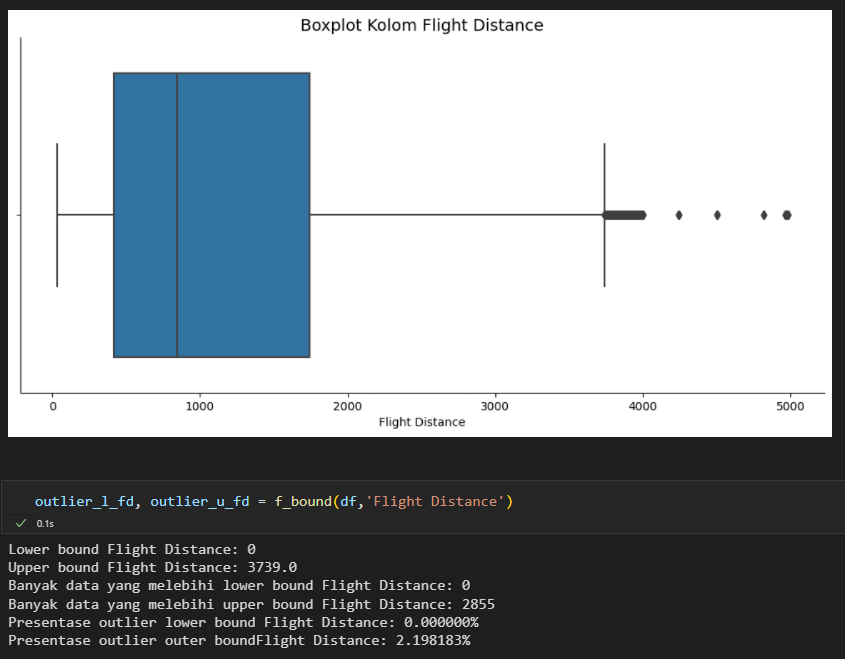 Boxplot Kolom Flight Distance
0 1000 2000 3000 4000 5000
Flight Distance
outlier_l_fd, outlier_u_fd = f_bound(df,'Flight Distance')
0.1s
Lower bound Flight Distance: 0
Upper bound Flight Distance: 3739.0
Banyak data yang melebihi lower bound Flight Distance: 0
Banyak data yang melebihi upper bound Flight Distance: 2855
Presentase outlier lower bound Flight Distance: 0.000000%
Presentase outlier outer boundFlight Distance: 2.198183%